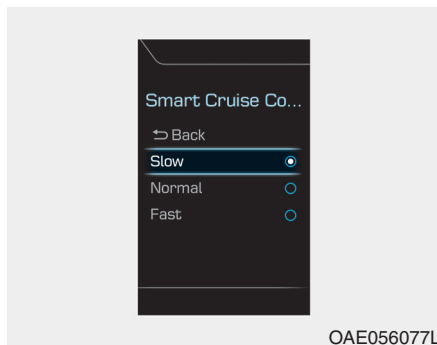 Smart Cruise Co...
Back
Slow
Normal
Fast
OAE056077L